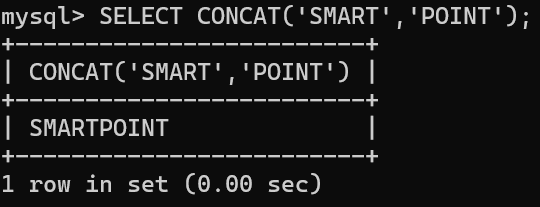 mysql> SELECT CONCAT('SMART','POINT');
+-------------------------+
| CONCAT('SMART','POINT') |
+-------------------------+
| SMARTPOINT              |
+-------------------------+
1 row in set (0.00 sec)